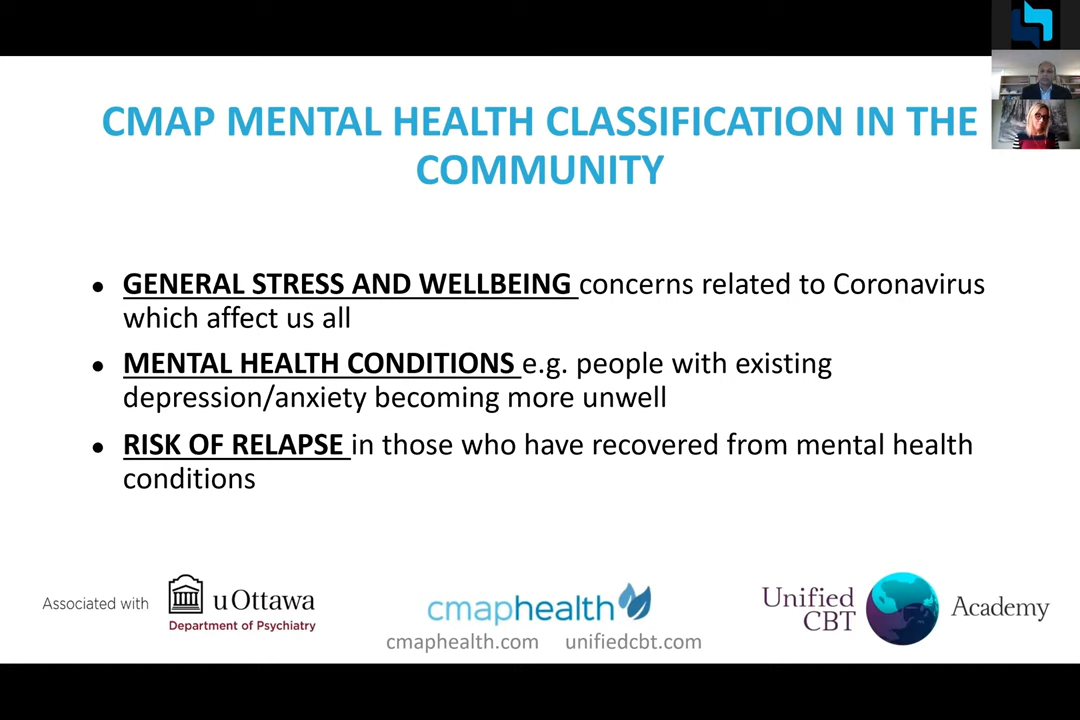 CMAP MENTAL HEALTH CLASSIFICATION IN THE
COMMUNITY
● GENERAL STRESS AND WELLBEING concerns related to Coronavirus
which affect us all
● MENTAL HEALTH CONDITIONS e.g. people with existing
depression/anxiety becoming more unwell
● RISK OF RELAPSE in those who have recovered from mental health
conditions
Associated with
uOttawa
Department of Psychiatry
cmaphealth
cmaphealth.com unifiedcbt.com
Unified
CBT
Academy